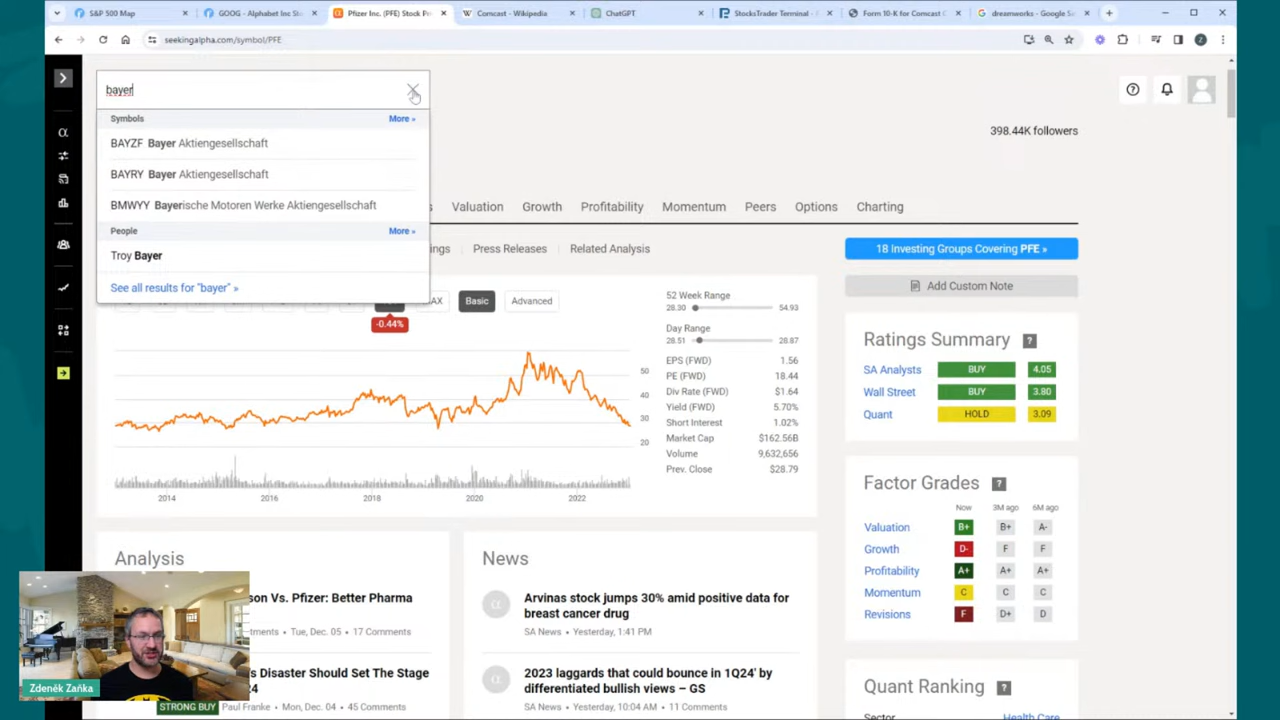 S&P 500 Map
GOOG - Alphabet Inc Sto
Pfizer Inc. (PFE) Stock Pr
Comcast - Wikipedia
ChatGPT
StocksTrader Terminal -
Form 10-K for Comcast C
dreamworks - Google Se
seekingalpha.com/symbol/PFE
Z
bayer
Symbols More »
BAYZF Bayer Aktiengesellschaft
BAYRY Bayer Aktiengesellschaft
BMWYY Bayerische Motoren Werke Aktiengesellschaft
People More »
Troy Bayer
See all results for "bayer" »
398.44K followers
Valuation Growth Profitability Momentum Peers Options Charting
ngs Press Releases Related Analysis
18 Investing Groups Covering PFE »
Add Custom Note
AX Basic Advanced
-0.44%
50
40
30
20
2014 2016 2018 2020 2022
52 Week Range
28.30 54.93
Day Range
28.51 28.87
EPS (FWD) 1.56
PE (FWD) 18.44
Div Rate (FWD) $1.64
Yield (FWD) 5.70%
Short Interest 1.02%
Market Cap $162.56B
Volume 9,632,656
Prev. Close $28.79
Ratings Summary ?
SA Analysts BUY 4.05
Wall Street BUY 3.80
Quant HOLD 3.09
Factor Grades ?
Now 3M ago 6M ago
Valuation B+ B+ A-
Growth D- F F
Profitability A+ A+ A+
Momentum C C C
Revisions F D+ D
Quant Ranking ?
Sector Health Care
Analysis
son Vs. Pfizer: Better Pharma
mments • Tue, Dec. 05 • 17 Comments
s Disaster Should Set The Stage
24
STRONG BUY Paul Franke • Mon, Dec. 04 • 45 Comments
News
Arvinas stock jumps 30% amid positive data for
breast cancer drug
SA News • Yesterday, 1:41 PM
2023 laggards that could bounce in 1Q24' by
differentiated bullish views – GS
SA News • Yesterday, 10:04 AM • 11 Comments
Zdeněk Zaňka